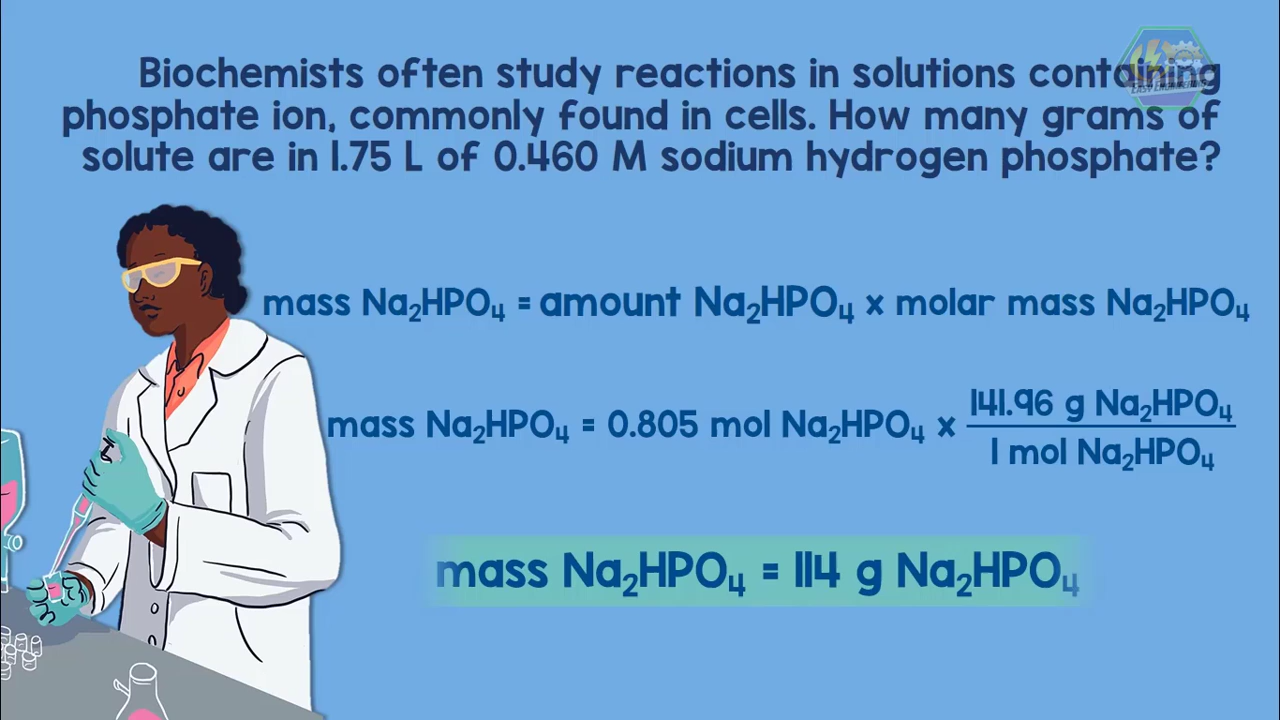 Biochemists often study reactions in solutions containing
phosphate ion, commonly found in cells. How many grams of
solute are in 1.75 L of 0.460 M sodium hydrogen phosphate?
EASY ENGINEERING
mass Na₂HPO₄ = amount Na₂HPO₄ x molar mass Na₂HPO₄
mass Na₂HPO₄ = 0.805 mol Na₂HPO₄ x
141.96 g Na₂HPO₄
1 mol Na₂HPO₄
mass Na₂HPO₄ = 114 g Na₂HPO₄